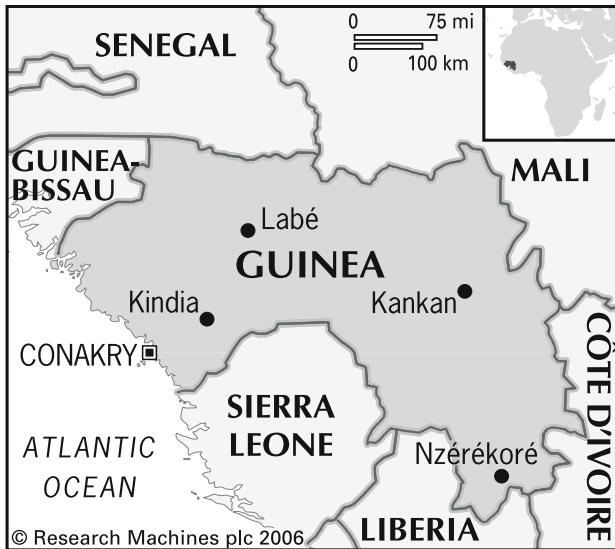 SENEGAL
0 75 mi
0 100 km
GUINEA-
BISSAU
MALI
Labé
GUINEA
Kindia
Kankan
CONAKRY
CÔTE D'IVOIRE
SIERRA
LEONE
ATLANTIC
OCEAN
Nzérékoré
LIBERIA
© Research Machines plc 2006